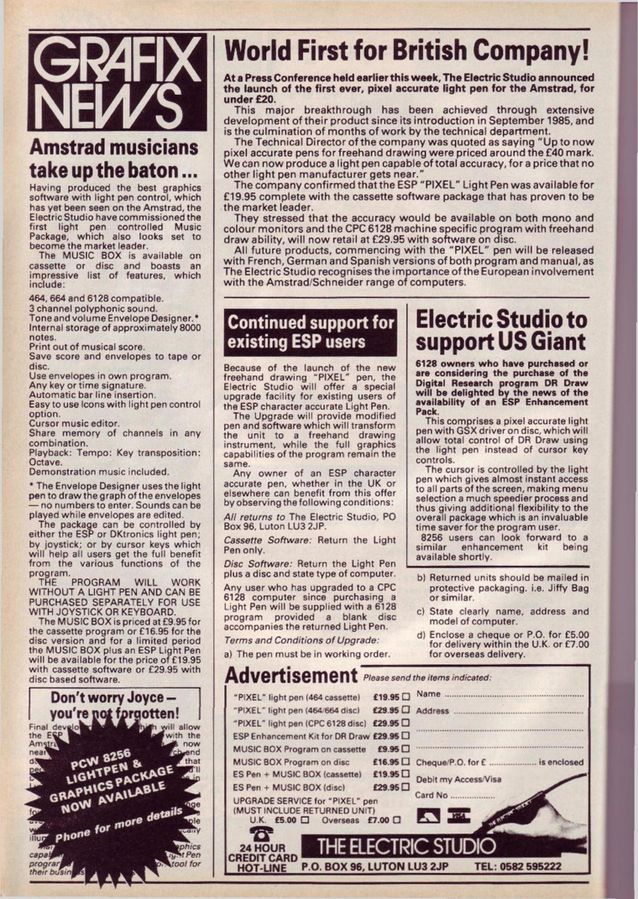 GRAFIX
NEWS
Amstrad musicians
take up the baton ...
Having produced the best graphics
software with light pen control, which
has yet been seen on the Amstrad, the
Electric Studio have commissioned the
first light pen controlled Music
Package, which also looks set to
become the market leader.
The MUSIC BOX is available on
cassette or disc and boasts an
impressive list of features, which
include:
464, 664 and 6128 compatible.
3 channel polyphonic sound.
Tone and volume Envelope Designer.*
Internal storage of approximately 8000
notes.
Print out of musical score.
Save score and envelopes to tape or
disc.
Use envelopes in own program.
Any key or time signature.
Automatic bar line insertion.
Easy to use Icons with light pen control
option.
Cursor music editor.
Share memory of channels in any
combination.
Playback: Tempo: Key transposition:
Octave.
Demonstration music included.
* The Envelope Designer uses the light
pen to draw the graph of the envelopes
— no numbers to enter. Sounds can be
played while envelopes are edited.
The package can be controlled by
either the ESP or DKtronics light pen;
by joystick; or by cursor keys which
will help all users get the full benefit
from the various functions of the
program.
THE PROGRAM WILL WORK
WITHOUT A LIGHT PEN AND CAN BE
PURCHASED SEPARATELY FOR USE
WITH JOYSTICK OR KEYBOARD.
The MUSIC BOX is priced at £9.95 for
the cassette program or £16.95 for the
disc version and for a limited period
the MUSIC BOX plus an ESP Light Pen
will be available for the price of £19.95
with cassette software or £29.95 with
disc based software.
Don't worry Joyce —
you're not forgotten!
Final will allow
the with the
now
that
PCW 8256
LIGHTPEN &
GRAPHICS PACKAGE
NOW AVAILABLE
Phone for more details
Pen
tool for
their
World First for British Company!
At a Press Conference held earlier this week, The Electric Studio announced
the launch of the first ever, pixel accurate light pen for the Amstrad, for
under £20.
This major breakthrough has been achieved through extensive
development of their product since its introduction in September 1985, and
is the culmination of months of work by the technical department.
The Technical Director of the company was quoted as saying "Up to now
pixel accurate pens for freehand drawing were priced around the £40 mark.
We can now produce a light pen capable of total accuracy, for a price that no
other light pen manufacturer gets near."
The company confirmed that the ESP "PIXEL" Light Pen was available for
£19.95 complete with the cassette software package that has proven to be
the market leader.
They stressed that the accuracy would be available on both mono and
colour monitors and the CPC 6128 machine specific program with freehand
draw ability, will now retail at £29.95 with software on disc.
All future products, commencing with the "PIXEL" pen will be released
with French, German and Spanish versions of both program and manual, as
The Electric Studio recognises the importance of the European involvement
with the Amstrad/Schneider range of computers.
Continued support for
existing ESP users
Because of the launch of the new
freehand drawing "PIXEL" pen, the
Electric Studio will offer a special
upgrade facility for existing users of
the ESP character accurate Light Pen.
The Upgrade will provide modified
pen and software which will transform
the unit to a freehand drawing
instrument, while the full graphics
capabilities of the program remain the
same.
Any owner of an ESP character
accurate pen, whether in the UK or
elsewhere can benefit from this offer
by observing the following conditions:
All returns to The Electric Studio, PO
Box 96, Luton LU3 2JP.
Cassette Software: Return the Light
Pen only.
Disc Software: Return the Light Pen
plus a disc and state type of computer.
Any user who has upgraded to a CPC
6128 computer since purchasing a
Light Pen will be supplied with a 6128
program provided a blank disc
accompanies the returned Light Pen.
Terms and Conditions of Upgrade:
a) The pen must be in working order.
Electric Studio to
support US Giant
6128 owners who have purchased or
are considering the purchase of the
Digital Research program DR Draw
will be delighted by the news of the
availability of an ESP Enhancement
Pack.
This comprises a pixel accurate light
pen with GSX driver on disc, which will
allow total control of DR Draw using
the light pen instead of cursor key
controls.
The cursor is controlled by the light
pen which gives almost instant access
to all parts of the screen, making menu
selection a much speedier process and
thus giving additional flexibility to the
overall package which is an invaluable
time saver for the program user.
8256 users can look forward to a
similar enhancement kit being
available shortly.
b) Returned units should be mailed in
protective packaging. i.e. Jiffy Bag
or similar.
c) State clearly name, address and
model of computer.
d) Enclose a cheque or P.O. for £5.00
for delivery within the U.K. or £7.00
for overseas delivery.
Advertisement Please send the items indicated:
"PIXEL" light pen (464 cassette) £19.95
"PIXEL" light pen (464/664 disc) £29.95
"PIXEL" light pen (CPC 6128 disc) £29.95
ESP Enhancement Kit for DR Draw £29.95
MUSIC BOX Program on cassette £9.95
MUSIC BOX Program on disc £16.95
ES Pen + MUSIC BOX (cassette) £19.95
ES Pen + MUSIC BOX (disc) £29.95
UPGRADE SERVICE for "PIXEL" pen
(MUST INCLUDE RETURNED UNIT)
U.K. £5.00 Overseas £7.00
Name
Address
Cheque/P.O. for £ is enclosed
Debit my Access/Visa
Card No
24 HOUR
CREDIT CARD
HOT-LINE
THE ELECTRIC STUDIO
P.O. BOX 96, LUTON LU3 2JP TEL: 0582 595222